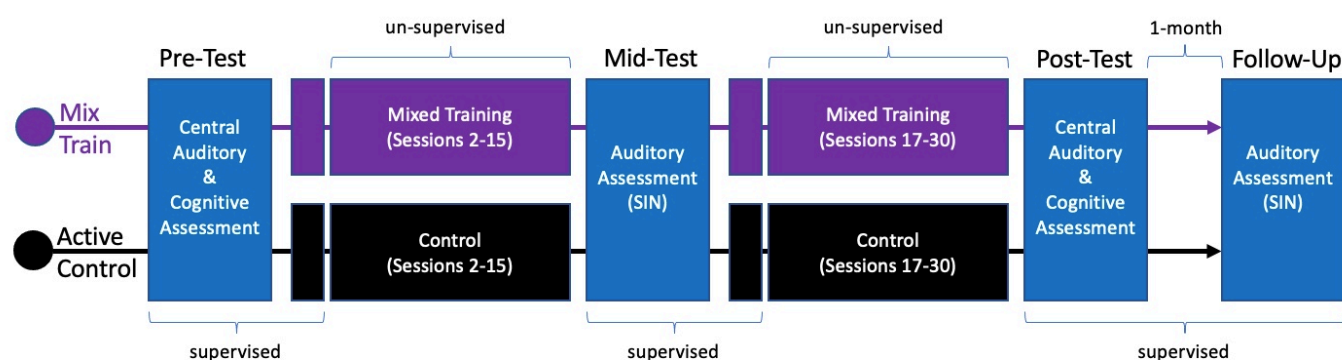 un-supervised
un-supervised
1-month
Pre-Test
Mid-Test
Post-Test
Follow-Up
Mix
Train
Central
Auditory
&
Cognitive
Assessment
Mixed Training
(Sessions 2-15)
Auditory
Assessment
(SIN)
Mixed Training
(Sessions 17-30)
Central
Auditory
&
Cognitive
Assessment
Auditory
Assessment
(SIN)
Active
Control
Control
(Sessions 2-15)
Control
(Sessions 17-30)
supervised
supervised
supervised